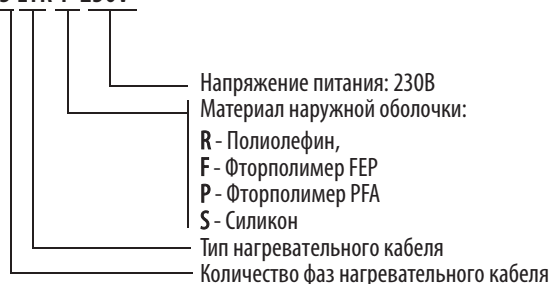 Напряжение питания: 230В
Материал наружной оболочки:
R - Полиолефин,
F - Фторполимер FEP
P - Фторполимер PFA
S - Силикон
Тип нагревательного кабеля
Количество фаз нагревательного кабеля